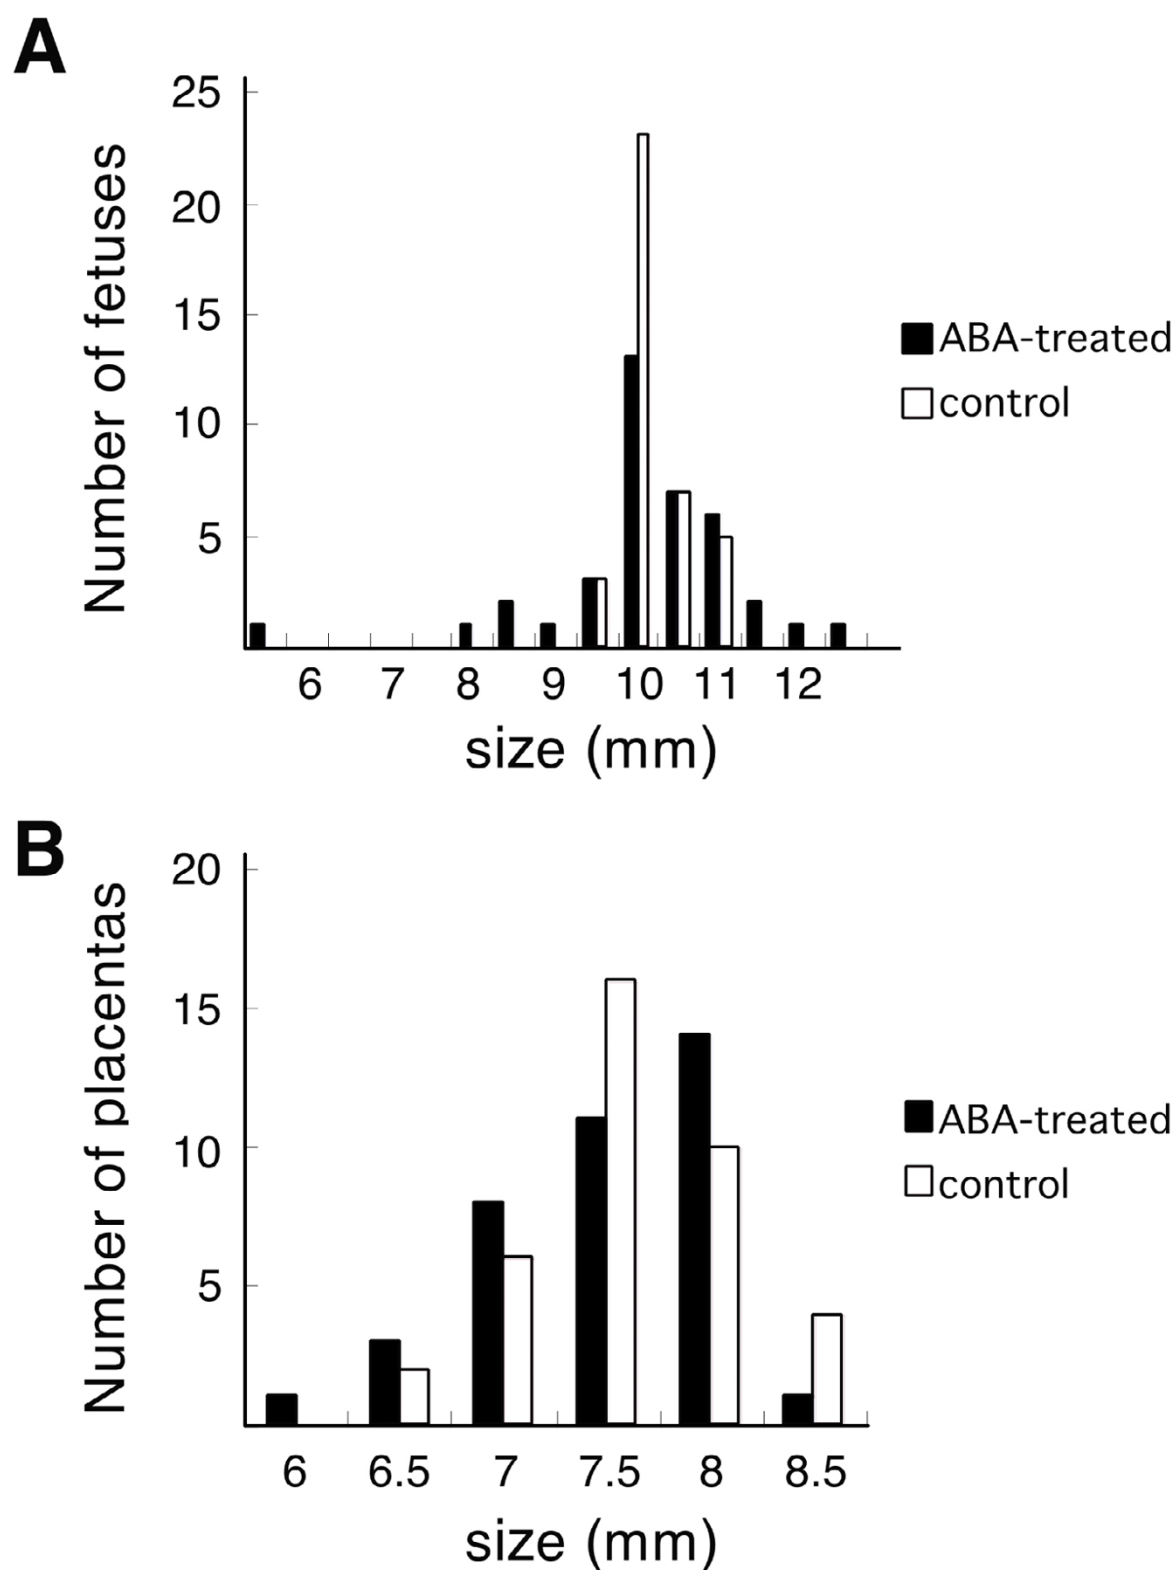 A
Number of fetuses
25
20
15
10
5
6 7 8 9 10 11 12
size (mm)
ABA-treated
control
B
Number of placentas
20
15
10
5
6 6.5 7 7.5 8 8.5
size (mm)
ABA-treated
control